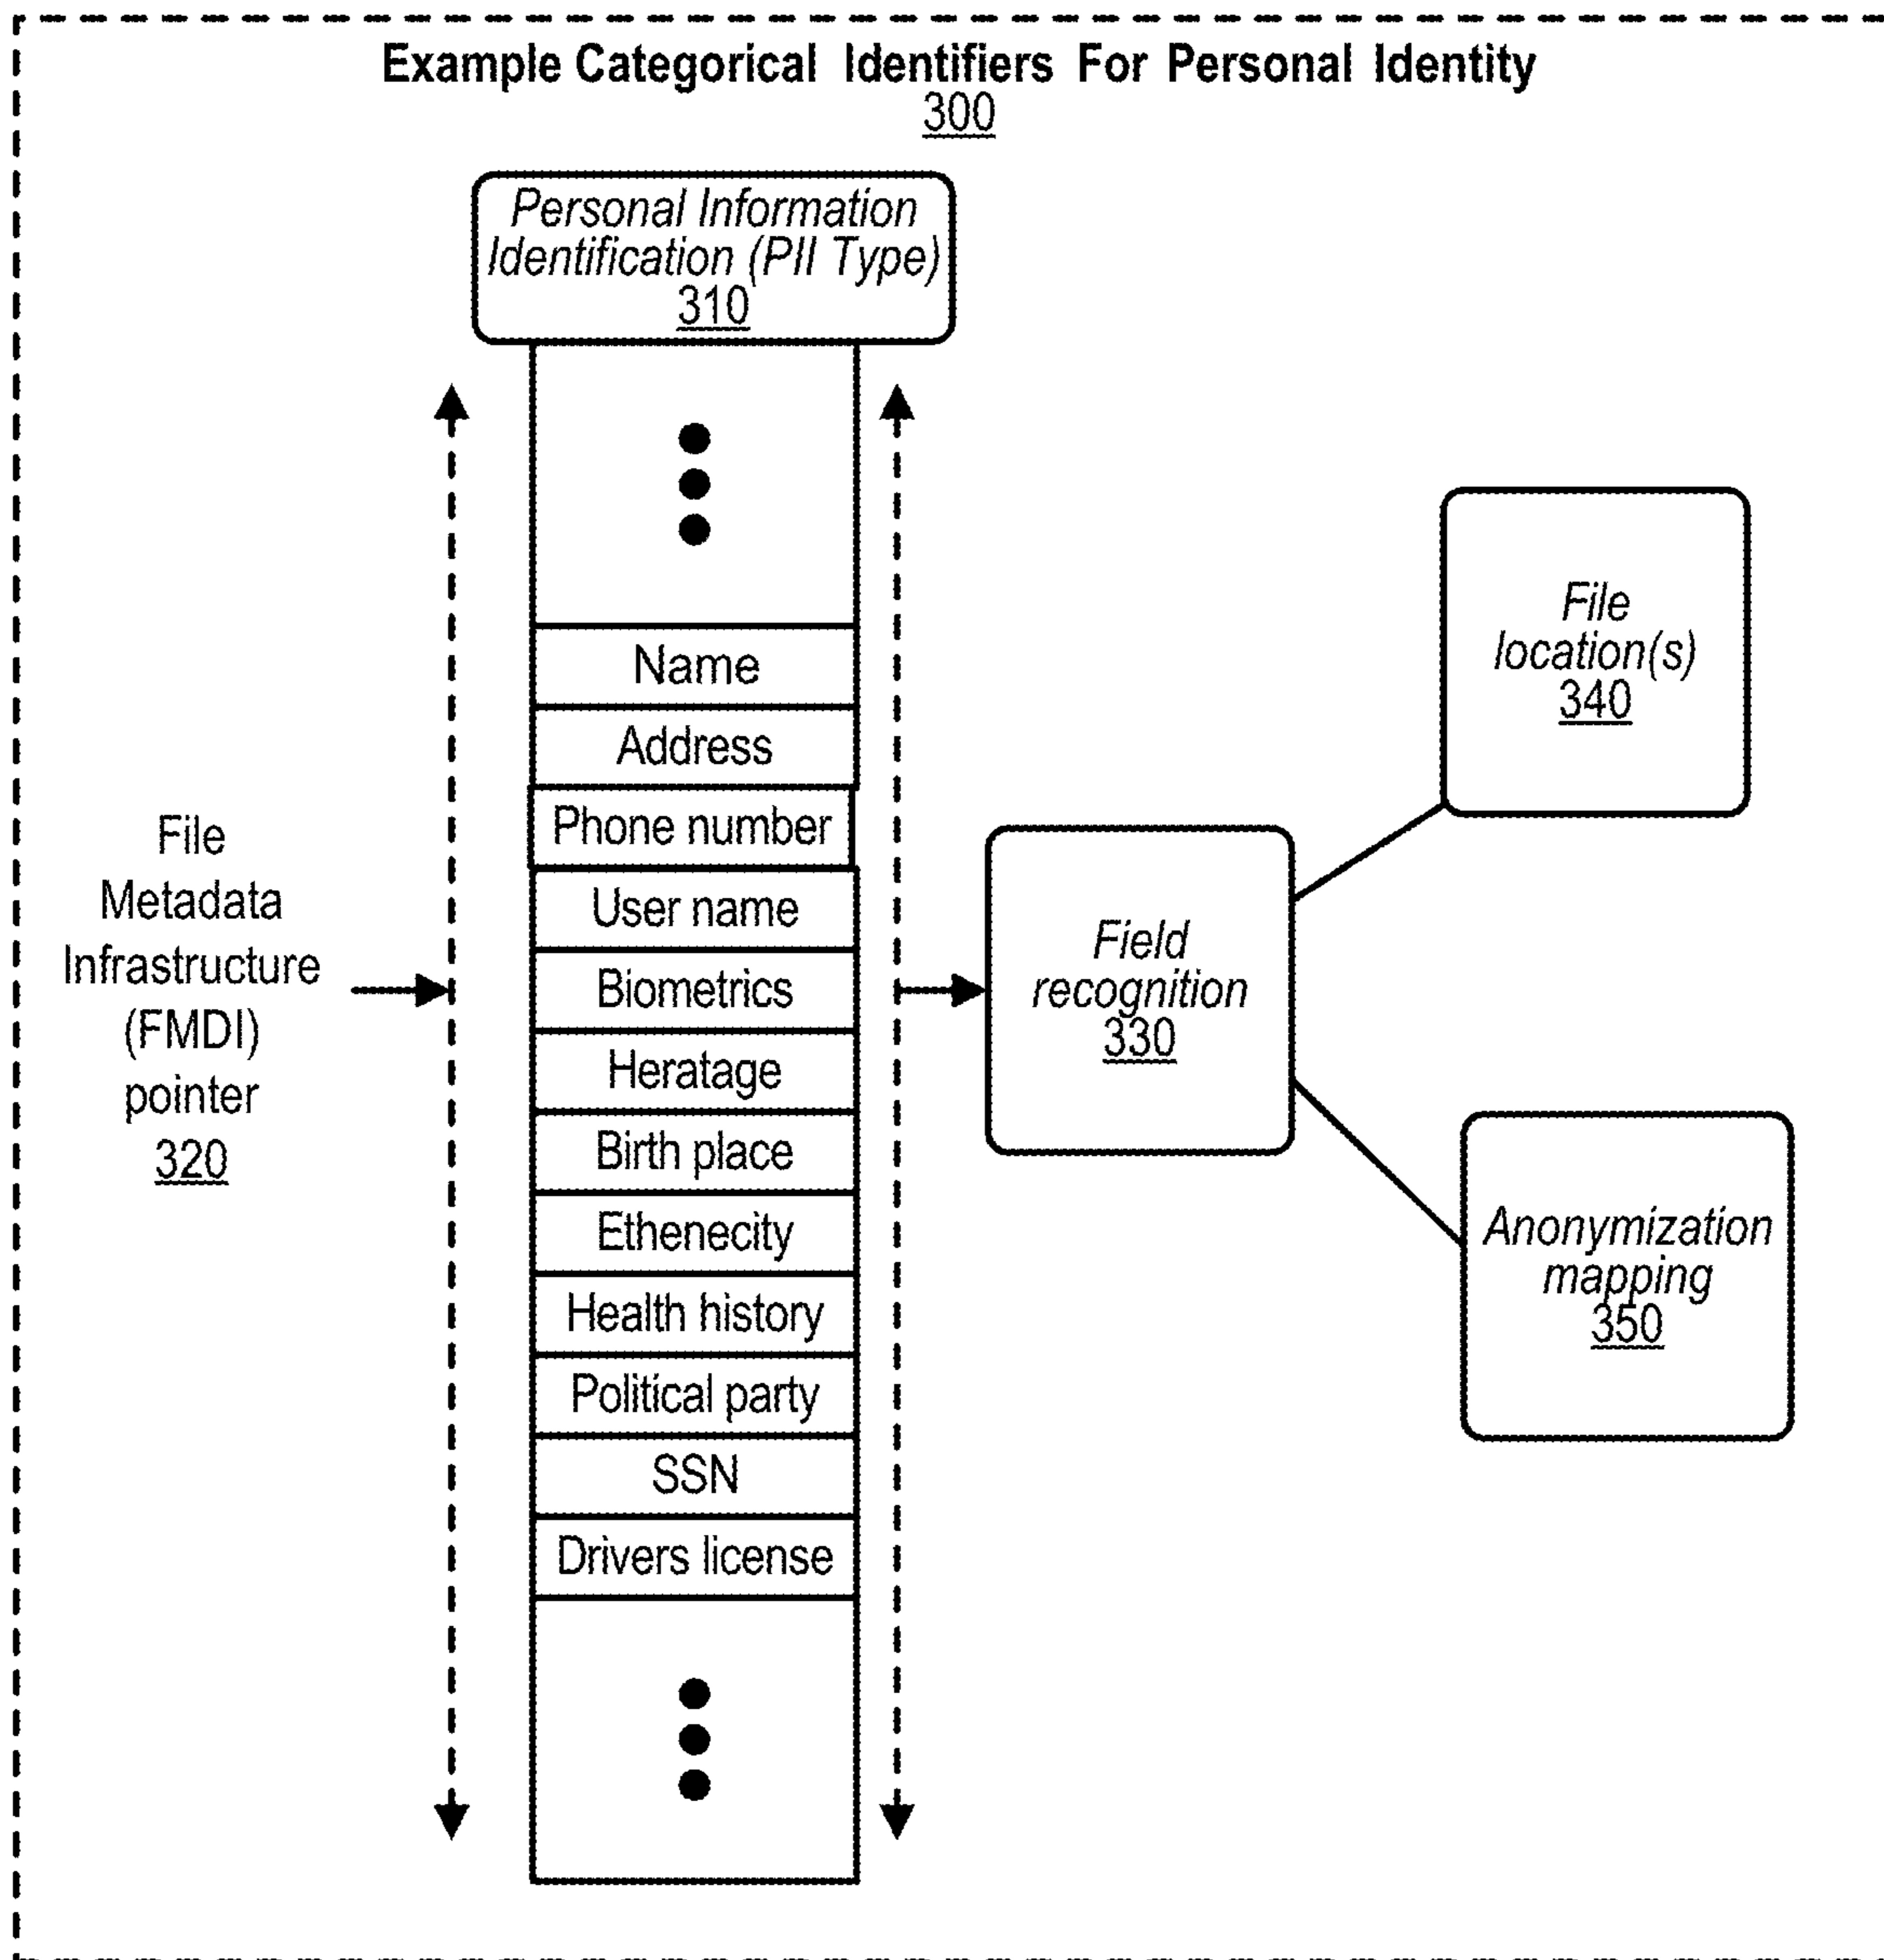 Example Categorical Identifiers For Personal Identity
300
Personal Information
Identification (PII Type)
310
Name
Address
Phone number
User name
Biometrics
Heratage
Birth place
Ethenecity
Health history
Political party
SSN
Drivers license
File
Metadata
Infrastructure
(FMDI)
pointer
320
Field
recognition
330
File
location(s)
340
Anonymization
mapping
350